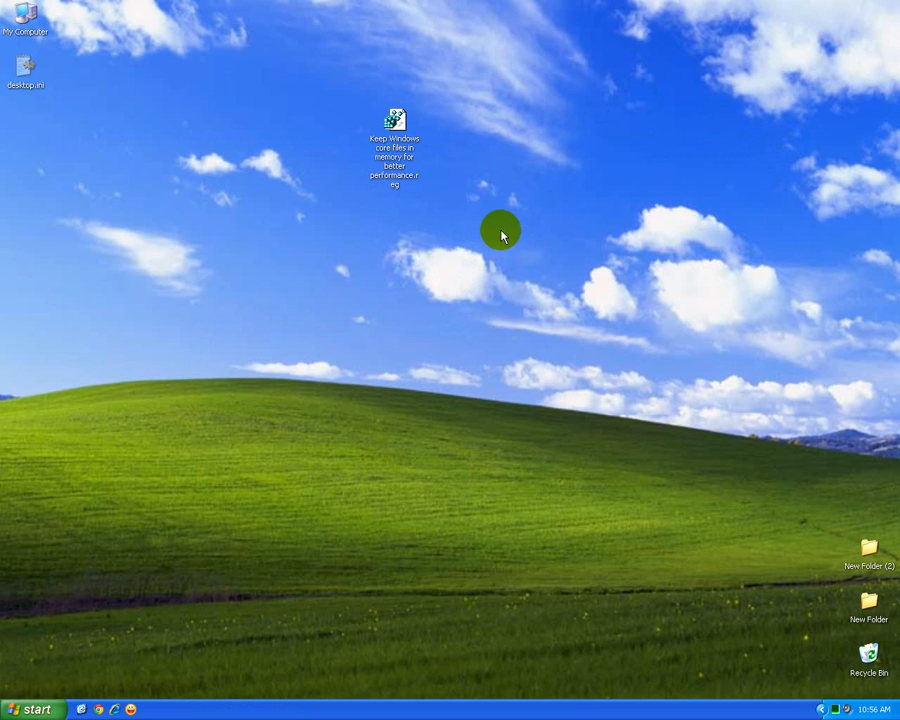 My Computer
desktop.ini
Keep Windows
core files in
memory for
better
performance.r
eg
New Folder (2)
New Folder
Recycle Bin
start
10:56 AM